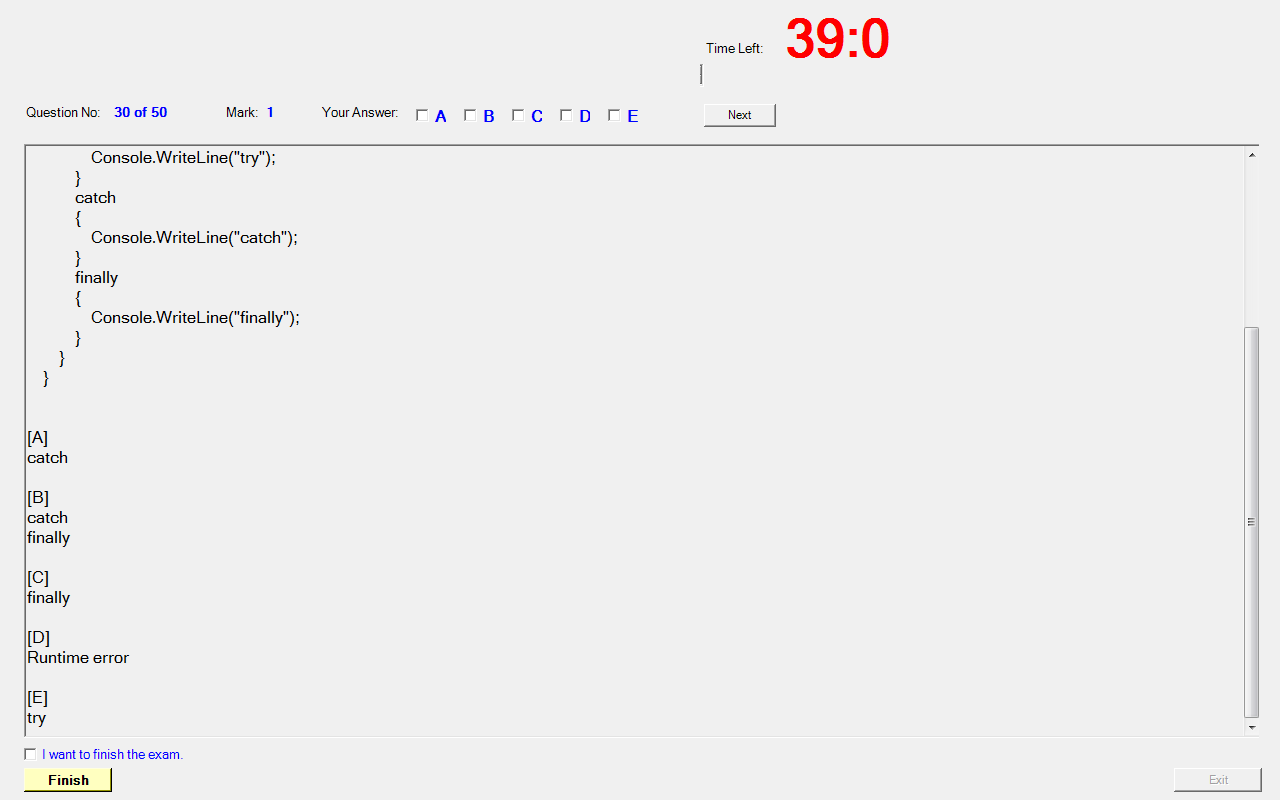 Time Left: 39:0
Question No: 30 of 50 Mark: 1 Your Answer: A B C D E Next
Console.WriteLine("try");
}
catch
{
Console.WriteLine("catch");
}
finally
{
Console.WriteLine("finally");
}
}
}
[A]
catch
[B]
catch
finally
[C]
finally
[D]
Runtime error
[E]
try
I want to finish the exam.
Finish Exit